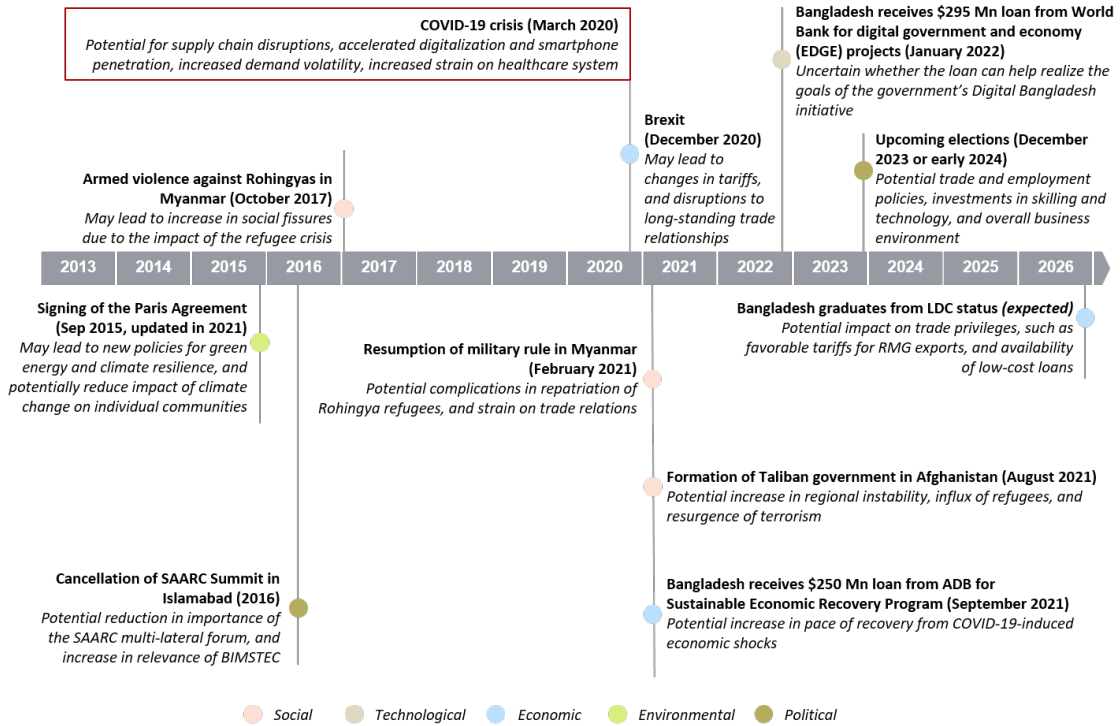 COVID-19 crisis (March 2020)
Potential for supply chain disruptions, accelerated digitalization and smartphone
penetration, increased demand volatility, increased strain on healthcare system
Bangladesh receives $295 Mn loan from World
Bank for digital government and economy
(EDGE) projects (January 2022)
Uncertain whether the loan can help realize the
goals of the government's Digital Bangladesh
initiative
Brexit
(December 2020)
May lead to
changes in tariffs,
and disruptions to
long-standing trade
relationships
Upcoming elections (December
2023 or early 2024)
Potential trade and employment
policies, investments in skilling and
technology, and overall business
environment
Armed violence against Rohingyas in
Myanmar (October 2017)
May lead to increase in social fissures
due to the impact of the refugee crisis
2013 2014 2015 2016 2017 2018 2019 2020 2021 2022 2023 2024 2025 2026
Signing of the Paris Agreement
(Sep 2015, updated in 2021)
May lead to new policies for green
energy and climate resilience, and
potentially reduce impact of climate
change on individual communities
Resumption of military rule in Myanmar
(February 2021)
Potential complications in repatriation of
Rohingya refugees, and strain on trade relations
Bangladesh graduates from LDC status (expected)
Potential impact on trade privileges, such as
favorable tariffs for RMG exports, and availability
of low-cost loans
Formation of Taliban government in Afghanistan (August 2021)
Potential increase in regional instability, influx of refugees, and
resurgence of terrorism
Cancellation of SAARC Summit in
Islamabad (2016)
Potential reduction in importance of
the SAARC multi-lateral forum, and
increase in relevance of BIMSTEC
Bangladesh receives $250 Mn loan from ADB for
Sustainable Economic Recovery Program (September 2021)
Potential increase in pace of recovery from COVID-19-induced
economic shocks
Social Technological Economic Environmental Political